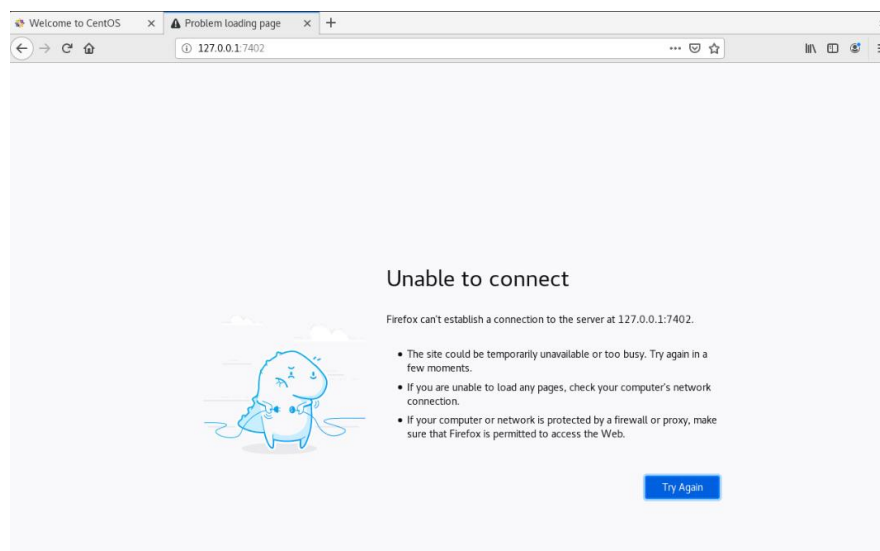 Welcome to CentOS
Problem loading page
127.0.0.1:7402
Unable to connect
Firefox can't establish a connection to the server at 127.0.0.1:7402.
The site could be temporarily unavailable or too busy. Try again in a
few moments.
If you are unable to load any pages, check your computer's network
connection.
If your computer or network is protected by a firewall or proxy, make
sure that Firefox is permitted to access the Web.
Try Again